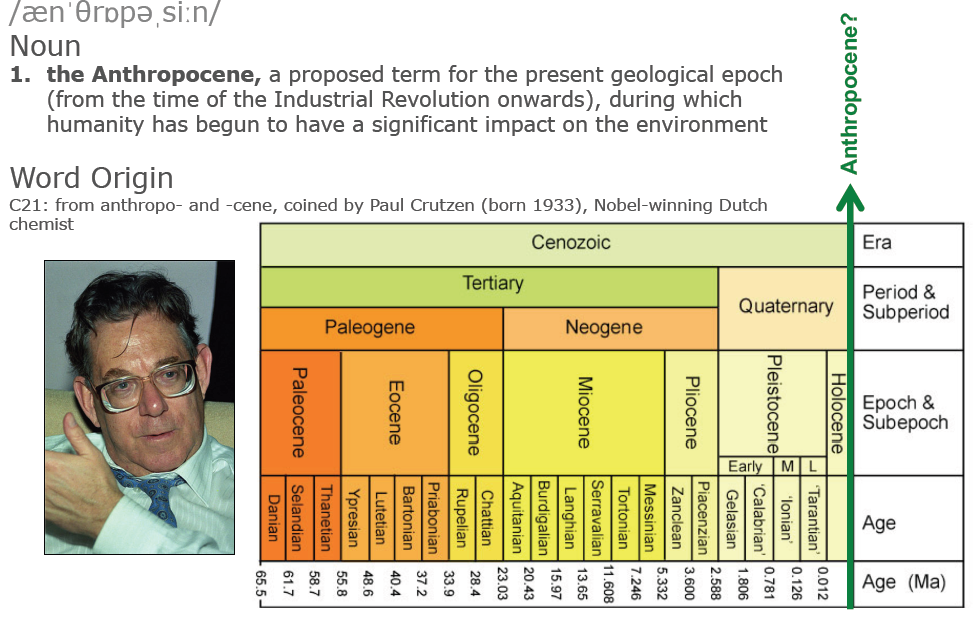 /ænˈθrɒpəˌsiːn/
Noun
1. the Anthropocene, a proposed term for the present geological epoch
(from the time of the Industrial Revolution onwards), during which
humanity has begun to have a significant impact on the environment
Anthropocene?
Word Origin
C21: from anthropo- and -cene, coined by Paul Crutzen (born 1933), Nobel-winning Dutch
chemist
Cenozoic
Era
Tertiary
Quaternary
Period &
Subperiod
Paleogene
Neogene
Paleocene
Eocene
Oligocene
Miocene
Pliocene
Pleistocene
Holocene
Epoch &
Subepoch
Early
M
L
Danian
Selandian
Thanetian
Ypresian
Lutetian
Bartonian
Priabonian
Rupelian
Chattian
Aquitanian
Burdigalian
Langhian
Serravalian
Tortonian
Messinian
Zanclean
Piacenzian
Gelasian
'Calabrian'
'Ionian'
'Tarantian'
Age
65.5
61.7
58.7
55.8
48.6
40.4
37.2
33.9
28.4
23.03
20.43
15.97
13.65
11.608
7.246
5.332
3.600
2.588
1.806
0.781
0.126
0.012
Age (Ma)